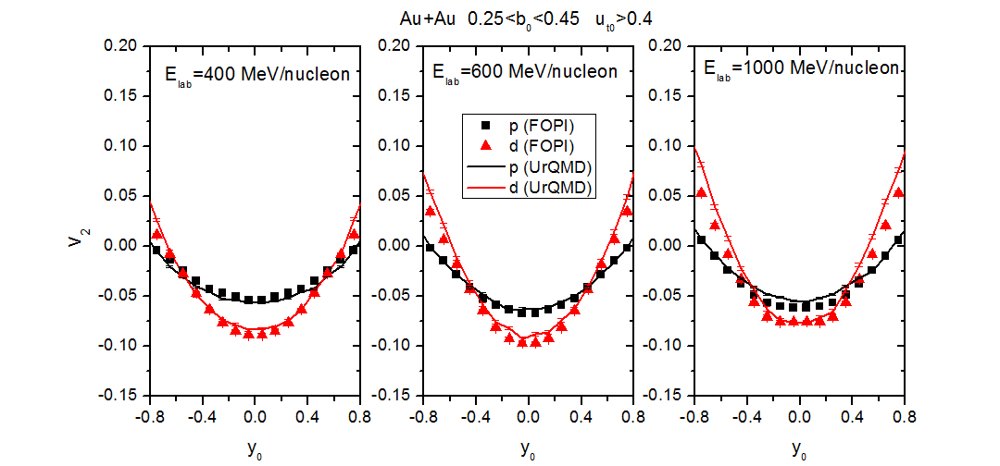 Au+Au 0.25<b₀<0.45 uₜ₀>0.4
E_lab=400 MeV/nucleon
E_lab=600 MeV/nucleon
E_lab=1000 MeV/nucleon
p (FOPI)
d (FOPI)
p (UrQMD)
d (UrQMD)
v₂
0.20
0.15
0.10
0.05
0.00
-0.05
-0.10
-0.15
0.20
0.15
0.10
0.05
0.00
-0.05
-0.10
-0.15
0.20
0.15
0.10
0.05
0.00
-0.05
-0.10
-0.15
-0.8 -0.4 0.0 0.4 0.8
-0.8 -0.4 0.0 0.4 0.8
-0.8 -0.4 0.0 0.4 0.8
y₀
y₀
y₀